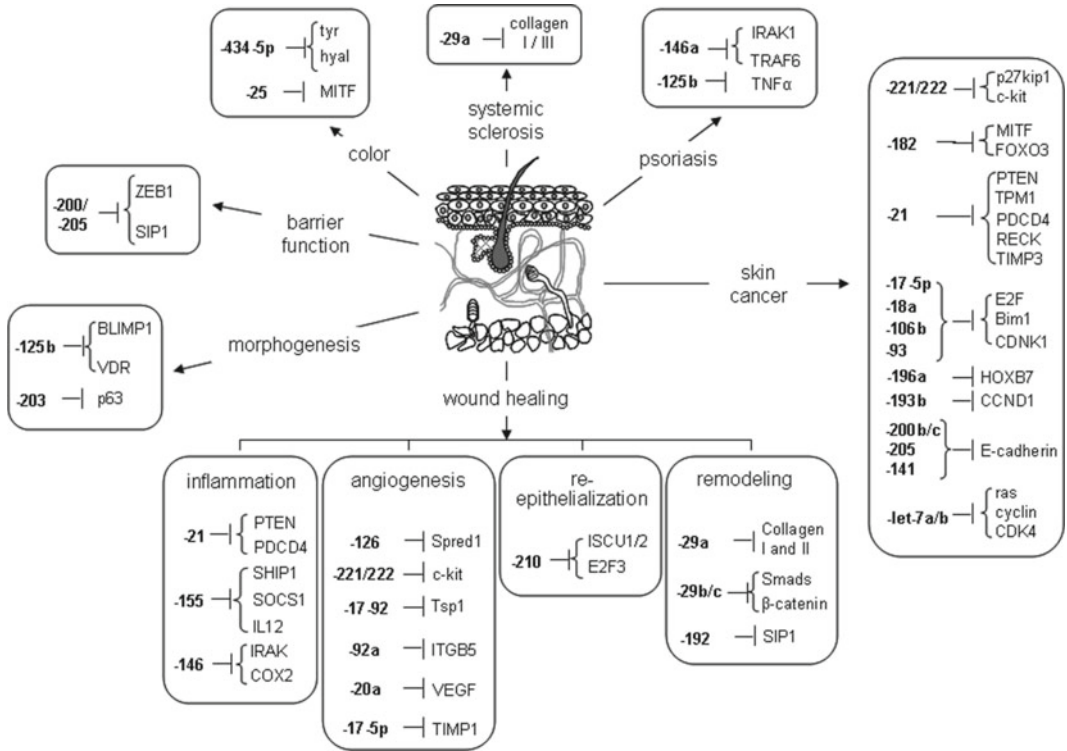 -434-5p
tyr
hyal
-25
MITF
color
-29a
collagen
I / III
systemic
sclerosis
-146a
IRAK1
TRAF6
-125b
TNFα
psoriasis
-200/
-205
ZEB1
SIP1
barrier
function
-125b
BLIMP1
VDR
-203
p63
morphogenesis
skin
cancer
-221/222
p27kip1
c-kit
-182
MITF
FOXO3
-21
PTEN
TPM1
PDCD4
RECK
TIMP3
-17-5p
-18a
-106b
-93
E2F
Bim1
CDNK1
-196a
HOXB7
-193b
CCND1
-200b/c
-205
-141
E-cadherin
-let-7a/b
ras
cyclin
CDK4
wound healing
inflammation
-21
PTEN
PDCD4
-155
SHIP1
SOCS1
IL12
-146
IRAK
COX2
angiogenesis
-126
Spred1
-221/222
c-kit
-17-92
Tsp1
-92a
ITGB5
-20a
VEGF
-17-5p
TIMP1
re-
epithelialization
-210
ISCU1/2
E2F3
remodeling
-29a
Collagen
I and II
-29b/c
Smads
β-catenin
-192
SIP1